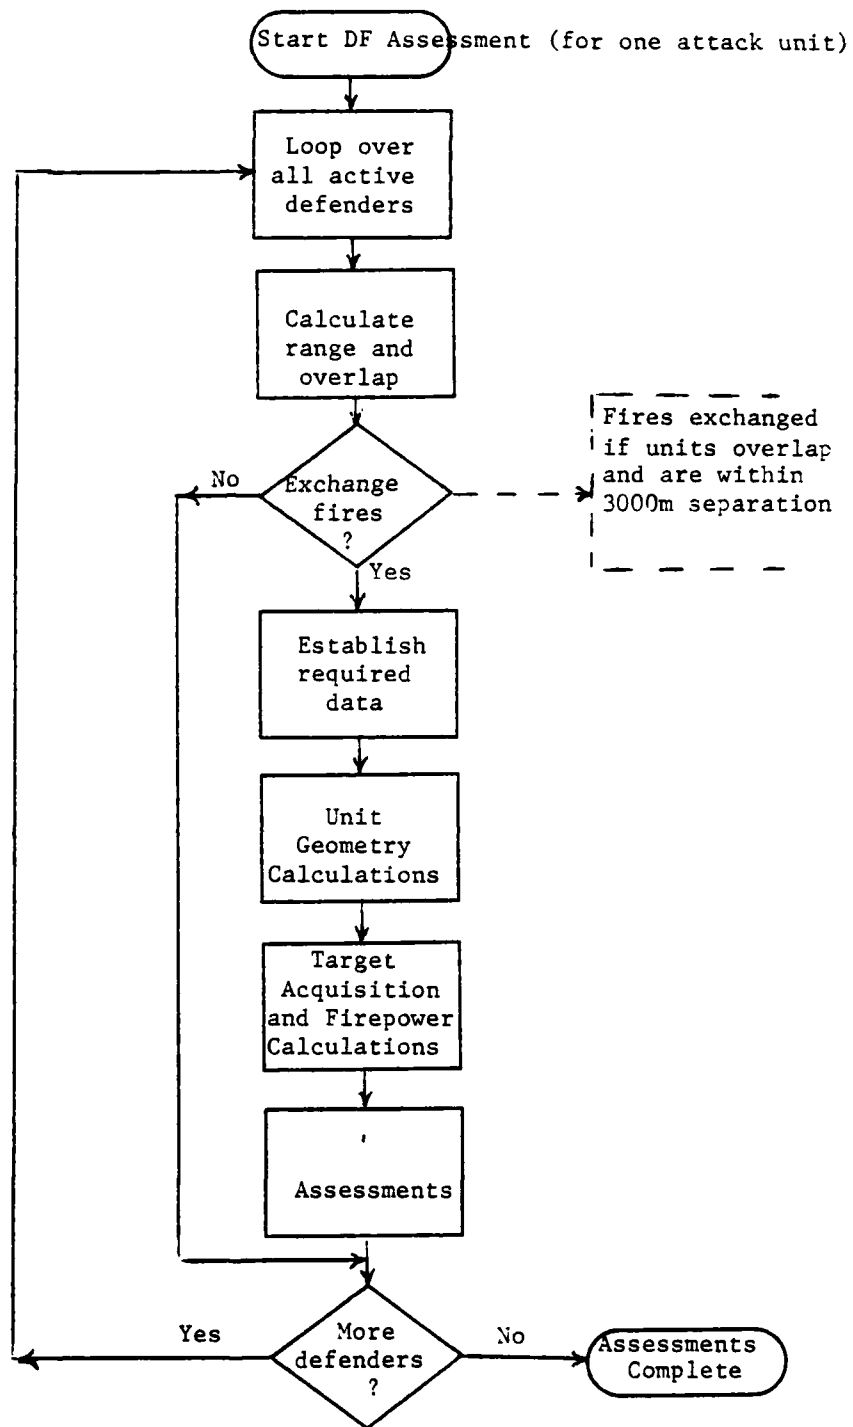 Start DF Assessment (for one attack unit)
Loop over
all active
defenders
Calculate
range and
overlap
Fires exchanged
if units overlap
and are within
3000m separation
No
Exchange
fires
?
Yes
Establish
required
data
Unit
Geometry
Calculations
Target
Acquisition
and Firepower
Calculations
Assessments
Yes
More
defenders
?
No
Assessments
Complete